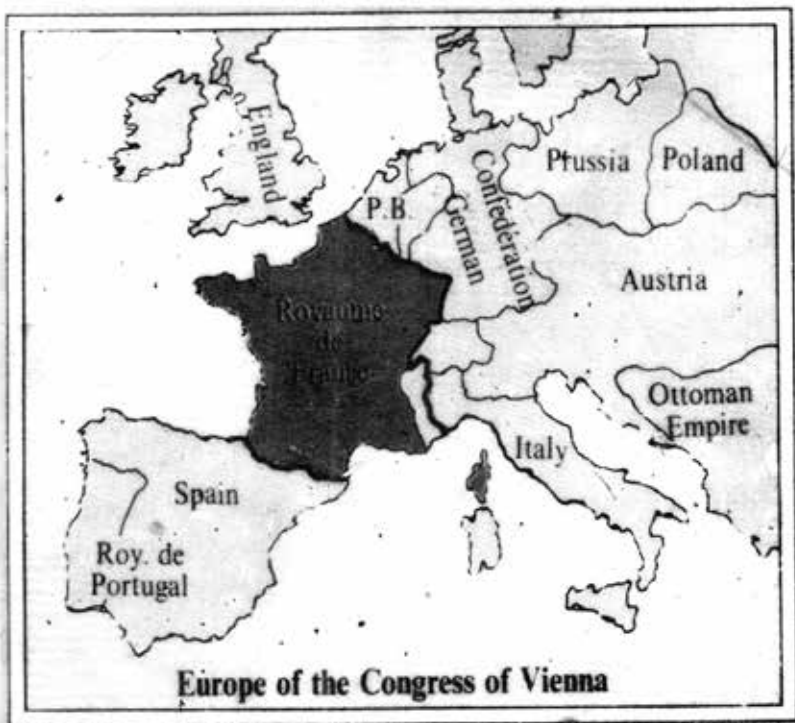 England
P.B.
German
Confédération
Prussia
Poland
Austria
Royaume
de
France
Ottoman
Empire
Italy
Spain
Roy. de
Portugal
Europe of the Congress of Vienna